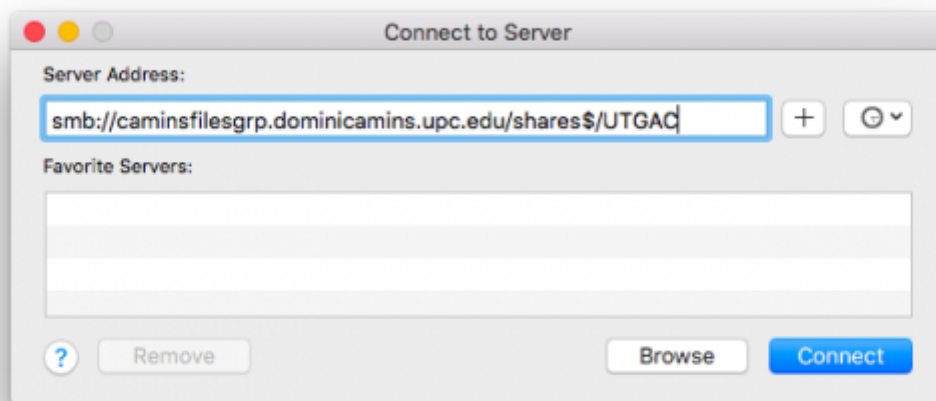 Connect to Server
Server Address:
smb://caminsfilesgrp.dominicamins.upc.edu/shares$/UTGAC
+
Favorite Servers:
? Remove Browse Connect